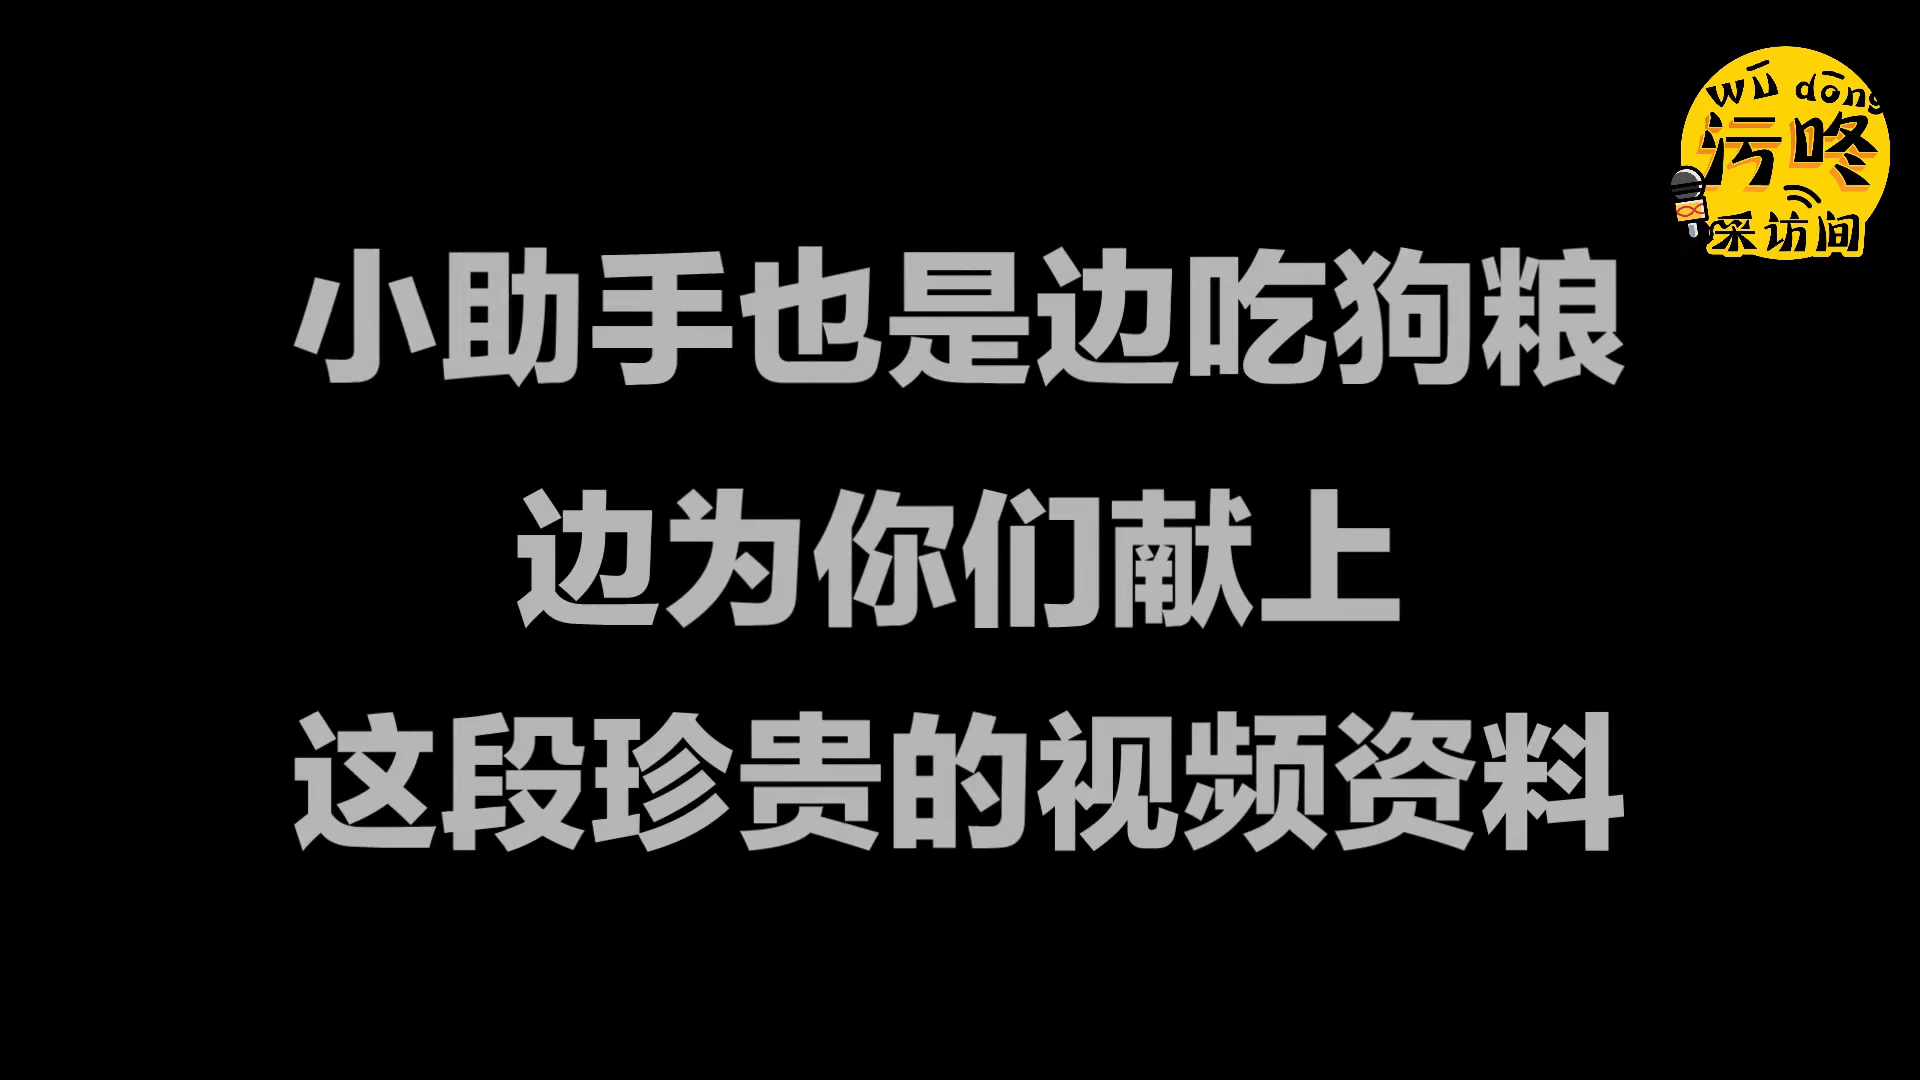 wū dōng
污咚
采访间
小助手也是边吃狗粮
边为你们献上
这段珍贵的视频资料